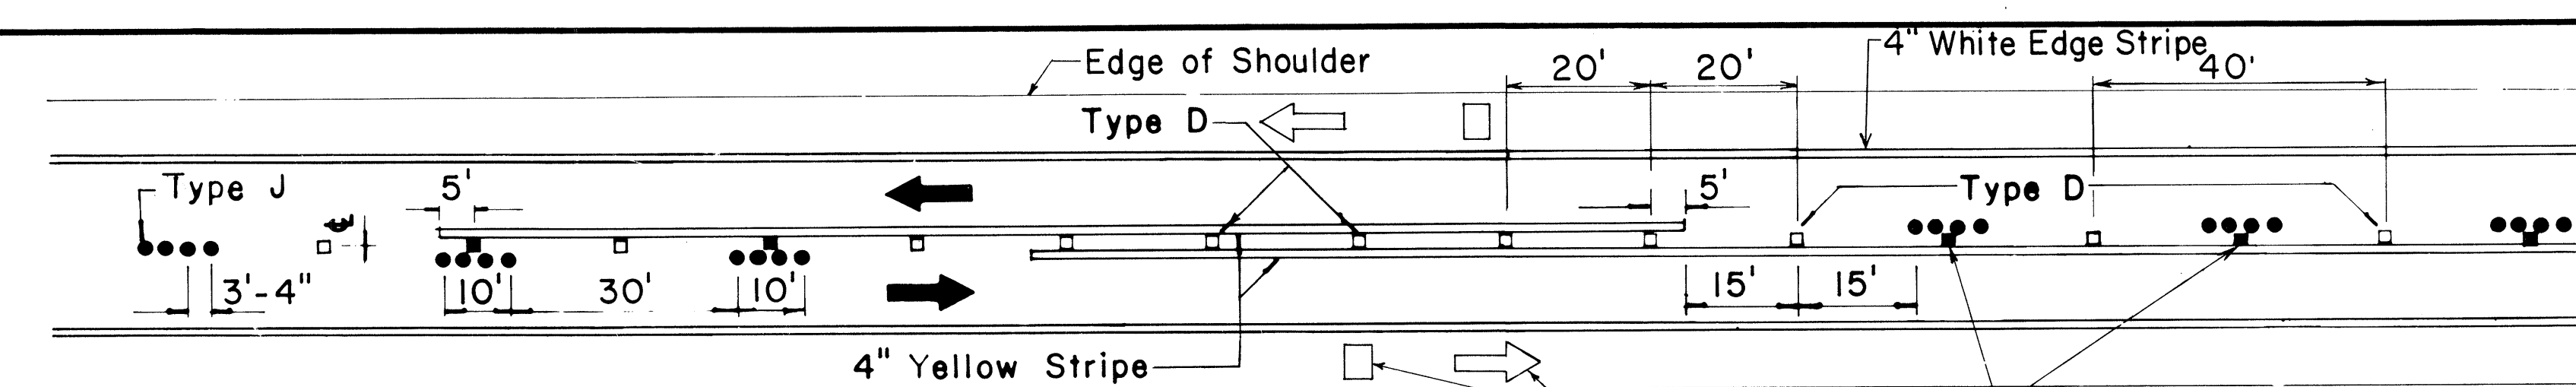 Edge of Shoulder
4" White Edge Stripe
20'
20'
40'
Type D
Type J
5'
5'
Type D
℄
3'-4"
10'
30'
10'
15'
15'
4" Yellow Stripe